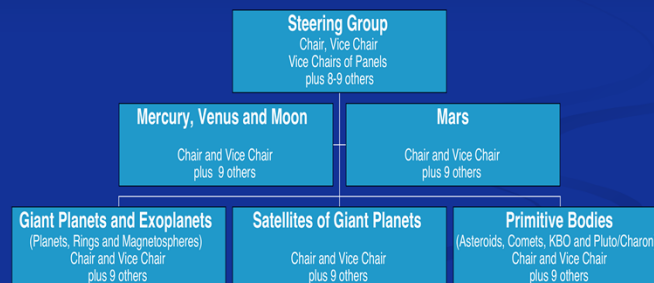 Steering Group
Chair, Vice Chair
Vice Chairs of Panels
plus 8-9 others
Mercury, Venus and Moon
Chair and Vice Chair
plus 9 others
Mars
Chair and Vice Chair
plus 9 others
Giant Planets and Exoplanets
(Planets, Rings and Magnetospheres)
Chair and Vice Chair
plus 9 others
Satellites of Giant Planets
Chair and Vice Chair
plus 9 others
Primitive Bodies
(Asteroids, Comets, KBO and Pluto/Charon
Chair and Vice Chair
plus 9 others